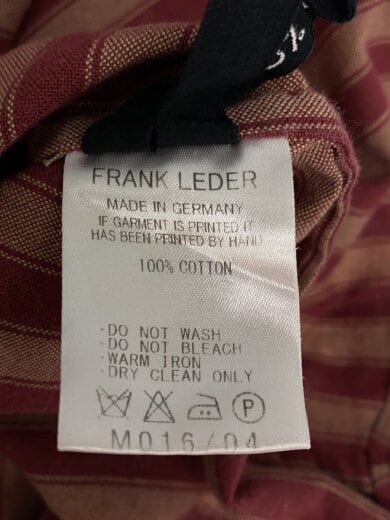 FRANK LEDER
MADE IN GERMANY
IF GARMENT IS PRINTED IT
HAS BEEN PRINTED BY HAND
100% COTTON
·DO NOT WASH
·DO NOT BLEACH
·WARM IRON
·DRY CLEAN ONLY
P
M016/04